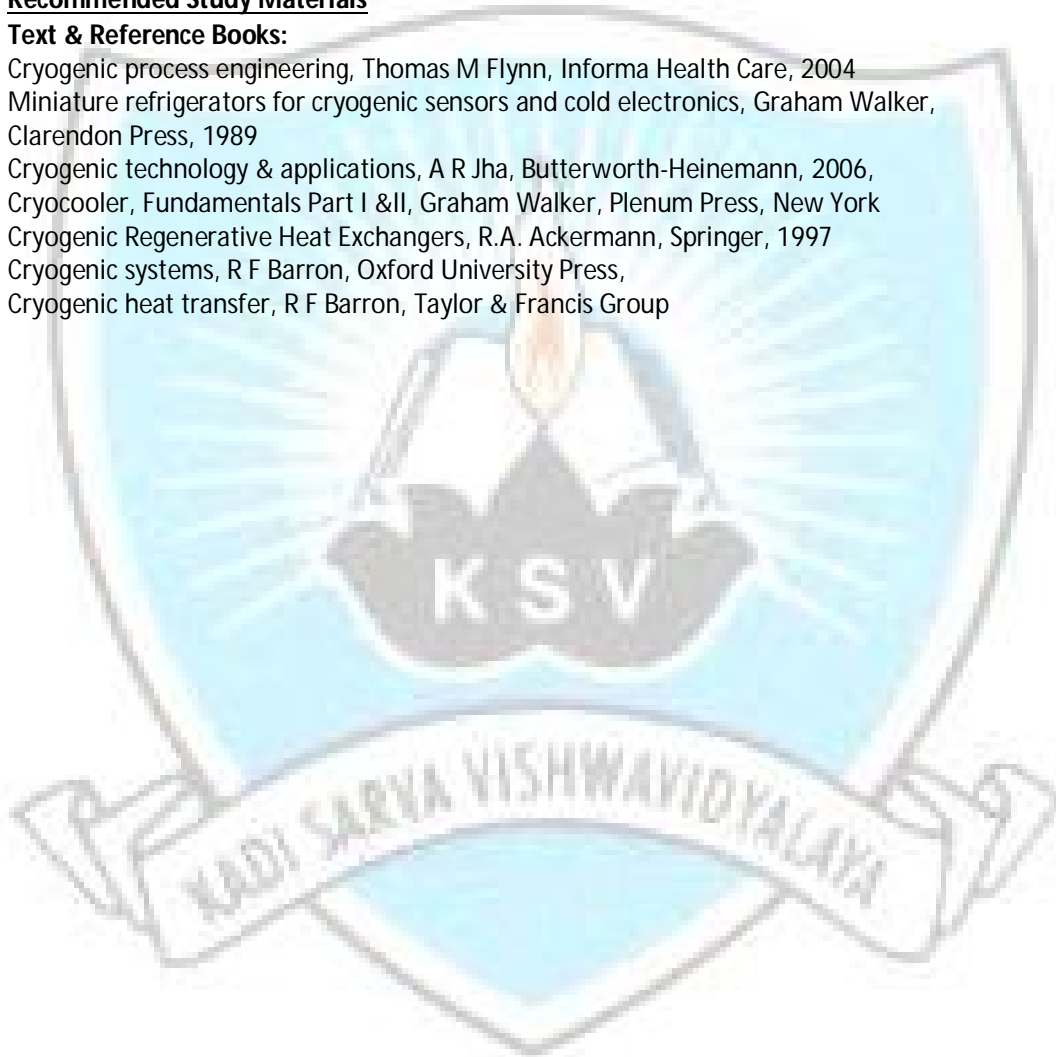 Recommended Study Materials
Text & Reference Books:
Cryogenic process engineering, Thomas M Flynn, Informa Health Care, 2004
Miniature refrigerators for cryogenic sensors and cold electronics, Graham Walker,
Clarendon Press, 1989
Cryogenic technology & applications, A R Jha, Butterworth-Heinemann, 2006,
Cryocooler, Fundamentals Part I &II, Graham Walker, Plenum Press, New York
Cryogenic Regenerative Heat Exchangers, R.A. Ackermann, Springer, 1997
Cryogenic systems, R F Barron, Oxford University Press,
Cryogenic heat transfer, R F Barron, Taylor & Francis Group
K S V
KADI SARVA VISHWAVIDYALAYA